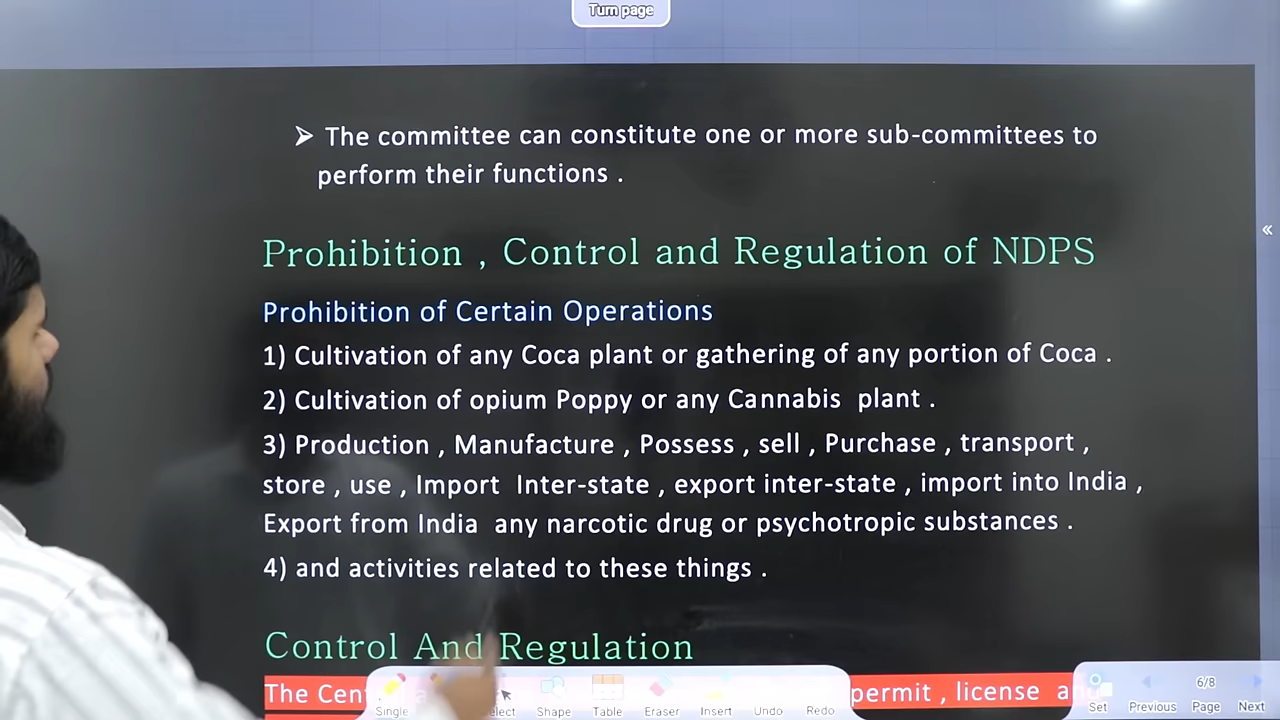 Turn page
➢ The committee can constitute one or more sub-committees to
perform their functions .
Prohibition , Control and Regulation of NDPS
Prohibition of Certain Operations
1) Cultivation of any Coca plant or gathering of any portion of Coca .
2) Cultivation of opium Poppy or any Cannabis plant .
3) Production , Manufacture , Possess , sell , Purchase , transport ,
store , use , Import Inter-state , export inter-state , import into India ,
Export from India any narcotic drug or psychotropic substances .
4) and activities related to these things .
Control And Regulation
The permit , license
Single Shape Table Eraser Insert Undo Redo
6/8
Set Previous Page Next